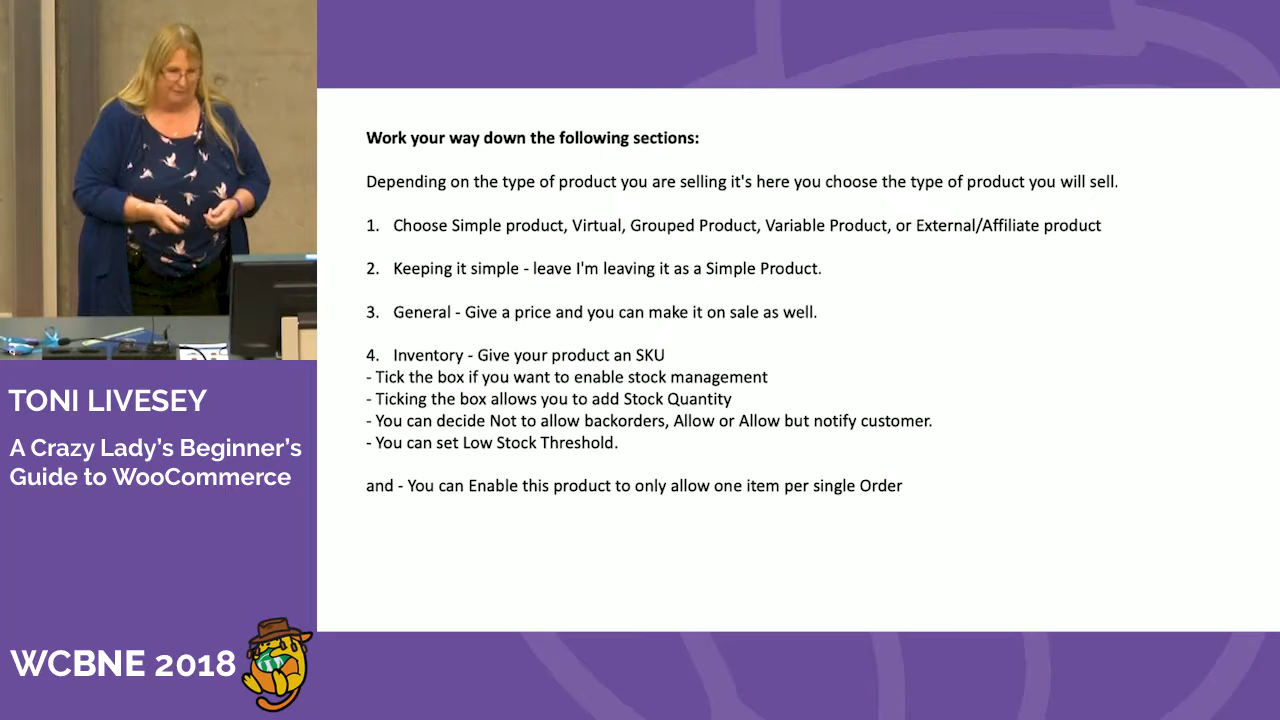 Work your way down the following sections:
Depending on the type of product you are selling it's here you choose the type of product you will sell.
1. Choose Simple product, Virtual, Grouped Product, Variable Product, or External/Affiliate product
2. Keeping it simple - leave I'm leaving it as a Simple Product.
3. General - Give a price and you can make it on sale as well.
4. Inventory - Give your product an SKU
- Tick the box if you want to enable stock management
- Ticking the box allows you to add Stock Quantity
- You can decide Not to allow backorders, Allow or Allow but notify customer.
- You can set Low Stock Threshold.
and - You can Enable this product to only allow one item per single Order
TONI LIVESEY
A Crazy Lady’s Beginner’s
Guide to WooCommerce
WCBNE 2018